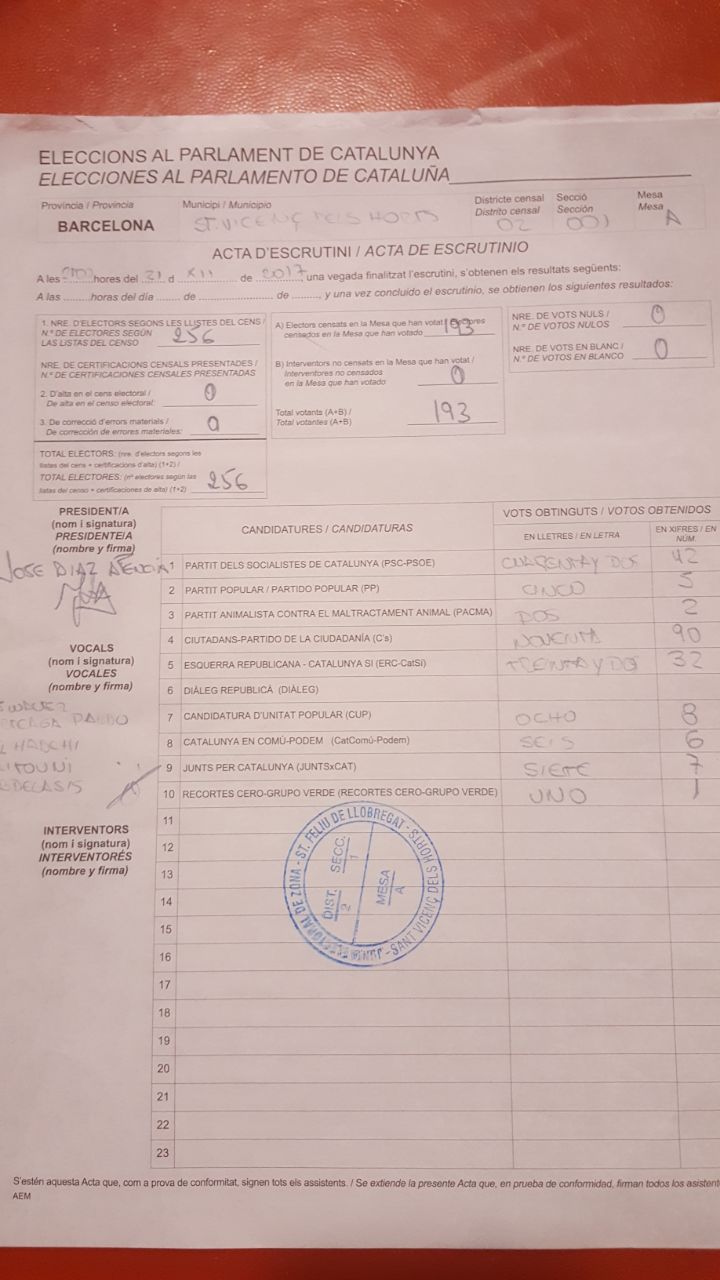 ELECCIONS AL PARLAMENT DE CATALUNYA
ELECCIONES AL PARLAMENTO DE CATALUÑA
Provincia / Provincia
BARCELONA
Municipi / Municipio
ST. VICENÇ DELS HORTS
Districte censal
Distrito censal
02
Secció
Sección
001
Mesa
Mesa
A
ACTA D'ESCRUTINI / ACTA DE ESCRUTINIO
A les hores del 21 d XII de 2017, una vegada finalitzat l'escrutini, s'obtenen els resultats següents:
A las ........horas del día ...... de ........................ de ........, y una vez concluido el escrutinio, se obtienen los siguientes resultados:
1. NRE. D'ELECTORS SEGONS LES LLISTES DEL CENS /
N.º DE ELECTORES SEGÚN
LAS LISTAS DEL CENSO 256
NRE. DE CERTIFICACIONS CENSALS PRESENTADES /
N.º DE CERTIFICACIONES CENSALES PRESENTADAS
2. D'alta en el cens electoral /
De alta en el censo electoral: 0
3. De correcció d'errors materials /
De corrección de errores materiales: 0
TOTAL ELECTORS: (nre. d'electors segons les
llistes del cens + certificacions d'alta) (1+2) /
TOTAL ELECTORES: (nº electores según las
listas del censo + certificaciones de alta) (1+2) 256
A) Electors censats en la Mesa que han votat
censados en la Mesa que han votado 193
B) Interventors no censats en la Mesa que han votat /
Interventores no censados
en la Mesa que han votado 0
Total votants (A+B) /
Total votantes (A+B) 193
NRE. DE VOTS NULS /
N.º DE VOTOS NULOS 0
NRE. DE VOTS EN BLANC /
N.º DE VOTOS EN BLANCO 0
PRESIDENT/A
(nom i signatura)
PRESIDENTE/A
(nombre y firma)
JOSE DIAZ
VOCALS
(nom i signatura)
VOCALES
(nombre y firma)
INTERVENTORS
(nom i signatura)
INTERVENTORES
(nombre y firma)
CANDIDATURES / CANDIDATURAS
VOTS OBTINGUTS / VOTOS OBTENIDOS
EN LLETRES / EN LETRA
EN XIFRES / EN
NÚM.
1 PARTIT DELS SOCIALISTES DE CATALUNYA (PSC-PSOE) CUARENTA Y DOS 42
2 PARTIT POPULAR / PARTIDO POPULAR (PP) CINCO 5
3 PARTIT ANIMALISTA CONTRA EL MALTRACTAMENT ANIMAL (PACMA) DOS 2
4 CIUTADANS-PARTIDO DE LA CIUDADANÍA (C's) NOVENTA 90
5 ESQUERRA REPUBLICANA - CATALUNYA SI (ERC-CatSí) TREINTA Y DOS 32
6 DIÀLEG REPUBLICÀ (DIÀLEG)
7 CANDIDATURA D'UNITAT POPULAR (CUP) OCHO 8
8 CATALUNYA EN COMÚ-PODEM (CatComú-Podem) SEIS 6
9 JUNTS PER CATALUNYA (JUNTSxCAT) SIETE 7
10 RECORTES CERO-GRUPO VERDE (RECORTES CERO-GRUPO VERDE) UNO 1
11
12
13
14
15
16
17
18
19
20
21
22
23
ELECTORAL DE ZONA - ST. FELIU DE LLOBREGAT - SANT VICENÇ DELS HORTS
DIST. 2
SECC. 1
MESA A
S'estén aquesta Acta que, com a prova de conformitat, signen tots els assistents. / Se extiende la presente Acta que, en prueba de conformidad, firman todos los
AEM